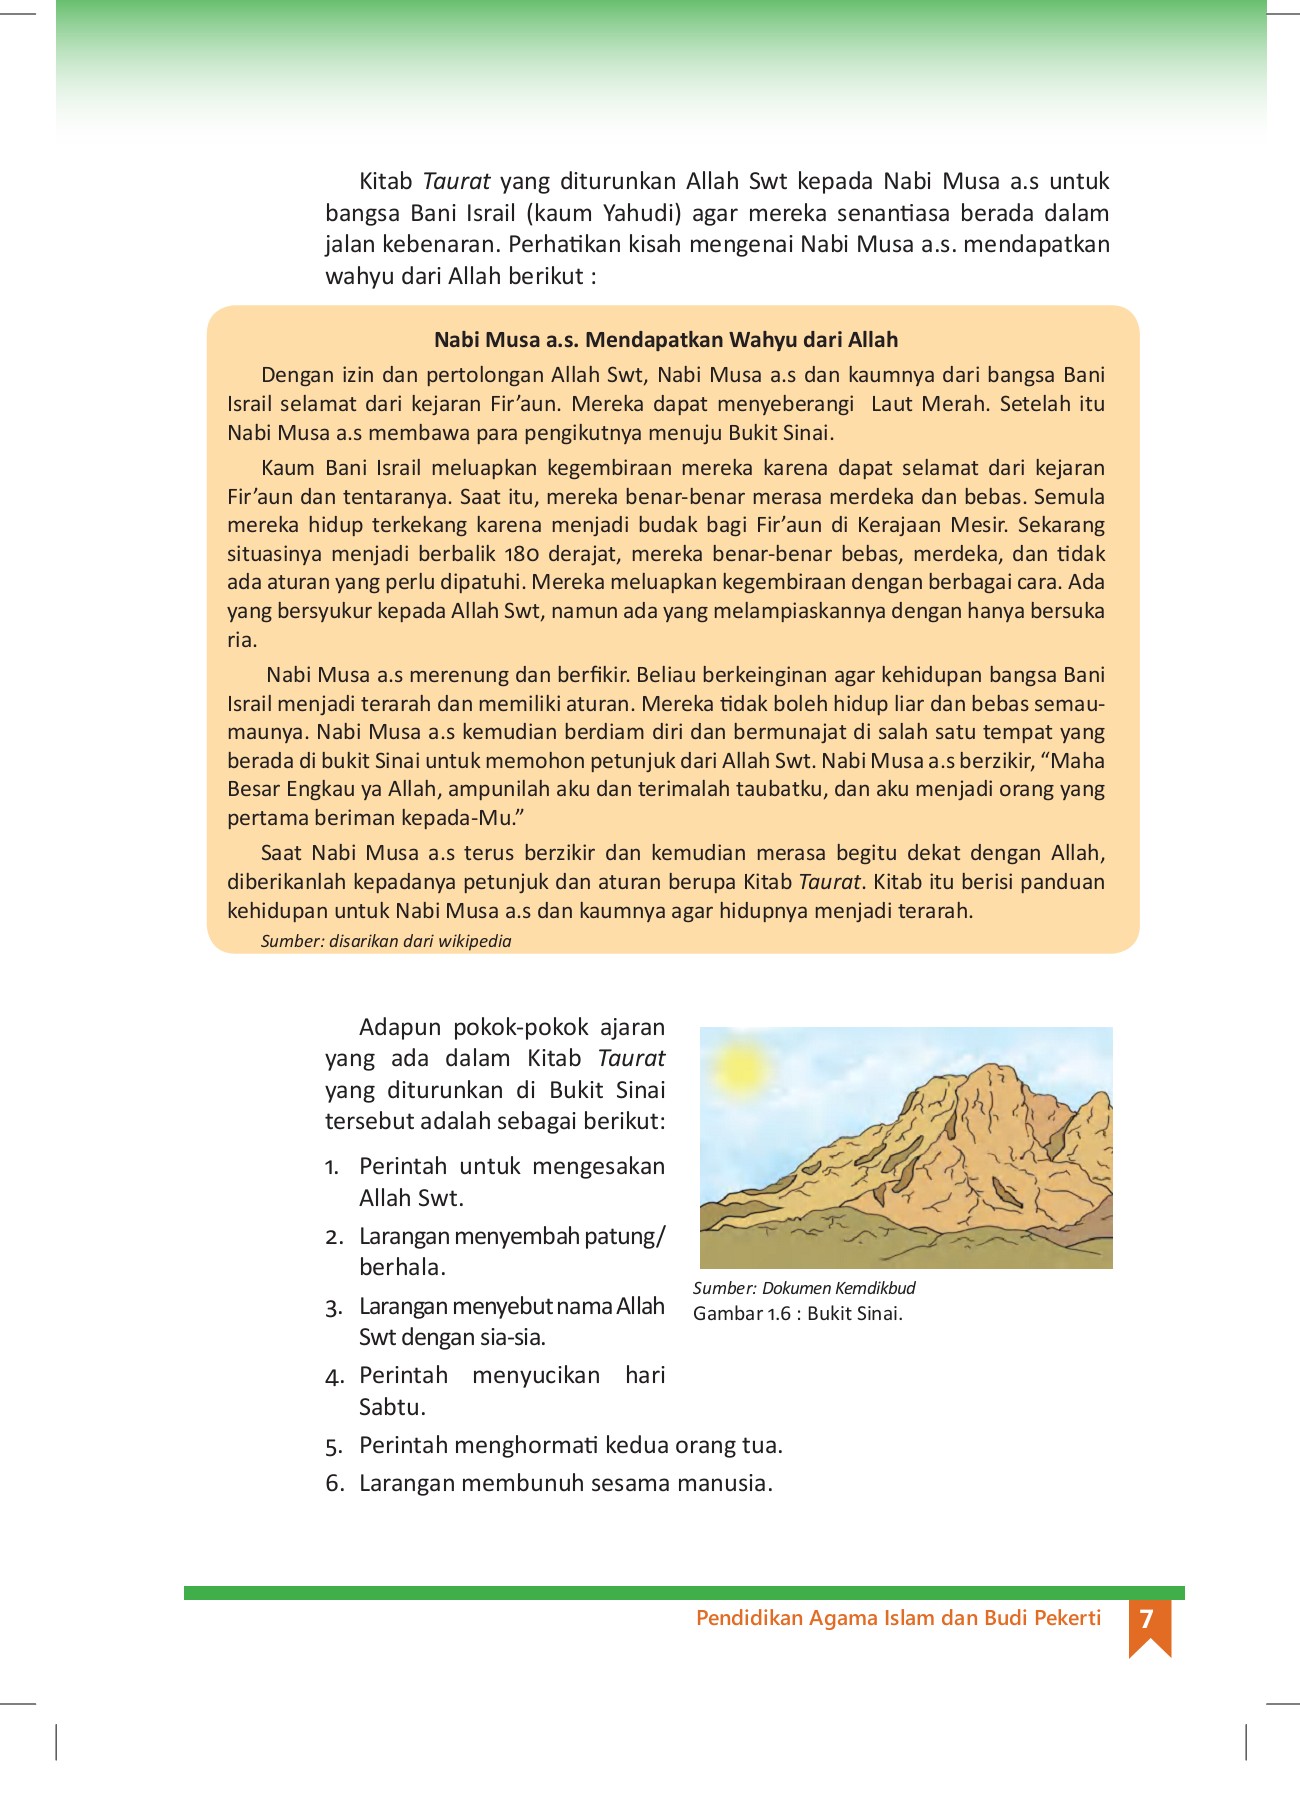 Kitab Taurat yang diturunkan Allah Swt kepada Nabi Musa a.s untuk
bangsa Bani Israil (kaum Yahudi) agar mereka senantiasa berada dalam
jalan kebenaran. Perhatikan kisah mengenai Nabi Musa a.s. mendapatkan
wahyu dari Allah berikut :
Nabi Musa a.s. Mendapatkan Wahyu dari Allah
Dengan izin dan pertolongan Allah Swt, Nabi Musa a.s dan kaumnya dari bangsa Bani
Israil selamat dari kejaran Fir’aun. Mereka dapat menyeberangi Laut Merah. Setelah itu
Nabi Musa a.s membawa para pengikutnya menuju Bukit Sinai.
Kaum Bani Israil meluapkan kegembiraan mereka karena dapat selamat dari kejaran
Fir’aun dan tentaranya. Saat itu, mereka benar-benar merasa merdeka dan bebas. Semula
mereka hidup terkekang karena menjadi budak bagi Fir’aun di Kerajaan Mesir. Sekarang
situasinya menjadi berbalik 180 derajat, mereka benar-benar bebas, merdeka, dan tidak
ada aturan yang perlu dipatuhi. Mereka meluapkan kegembiraan dengan berbagai cara. Ada
yang bersyukur kepada Allah Swt, namun ada yang melampiaskannya dengan hanya bersuka
ria.
Nabi Musa a.s merenung dan berfikir. Beliau berkeinginan agar kehidupan bangsa Bani
Israil menjadi terarah dan memiliki aturan. Mereka tidak boleh hidup liar dan bebas semau-
maunya. Nabi Musa a.s kemudian berdiam diri dan bermunajat di salah satu tempat yang
berada di bukit Sinai untuk memohon petunjuk dari Allah Swt. Nabi Musa a.s berzikir, “Maha
Besar Engkau ya Allah, ampunilah aku dan terimalah taubatku, dan aku menjadi orang yang
pertama beriman kepada-Mu.”
Saat Nabi Musa a.s terus berzikir dan kemudian merasa begitu dekat dengan Allah,
diberikanlah kepadanya petunjuk dan aturan berupa Kitab Taurat. Kitab itu berisi panduan
kehidupan untuk Nabi Musa a.s dan kaumnya agar hidupnya menjadi terarah.
Sumber: disarikan dari wikipedia
Adapun pokok-pokok ajaran
yang ada dalam Kitab Taurat
yang diturunkan di Bukit Sinai
tersebut adalah sebagai berikut:
1. Perintah untuk mengesakan
Allah Swt.
2. Larangan menyembah patung/
berhala.
3. Larangan menyebut nama Allah
Swt dengan sia-sia.
4. Perintah menyucikan hari
Sabtu.
5. Perintah menghormati kedua orang tua.
6. Larangan membunuh sesama manusia.
Sumber: Dokumen Kemdikbud
Gambar 1.6 : Bukit Sinai.
Pendidikan Agama Islam dan Budi Pekerti 7